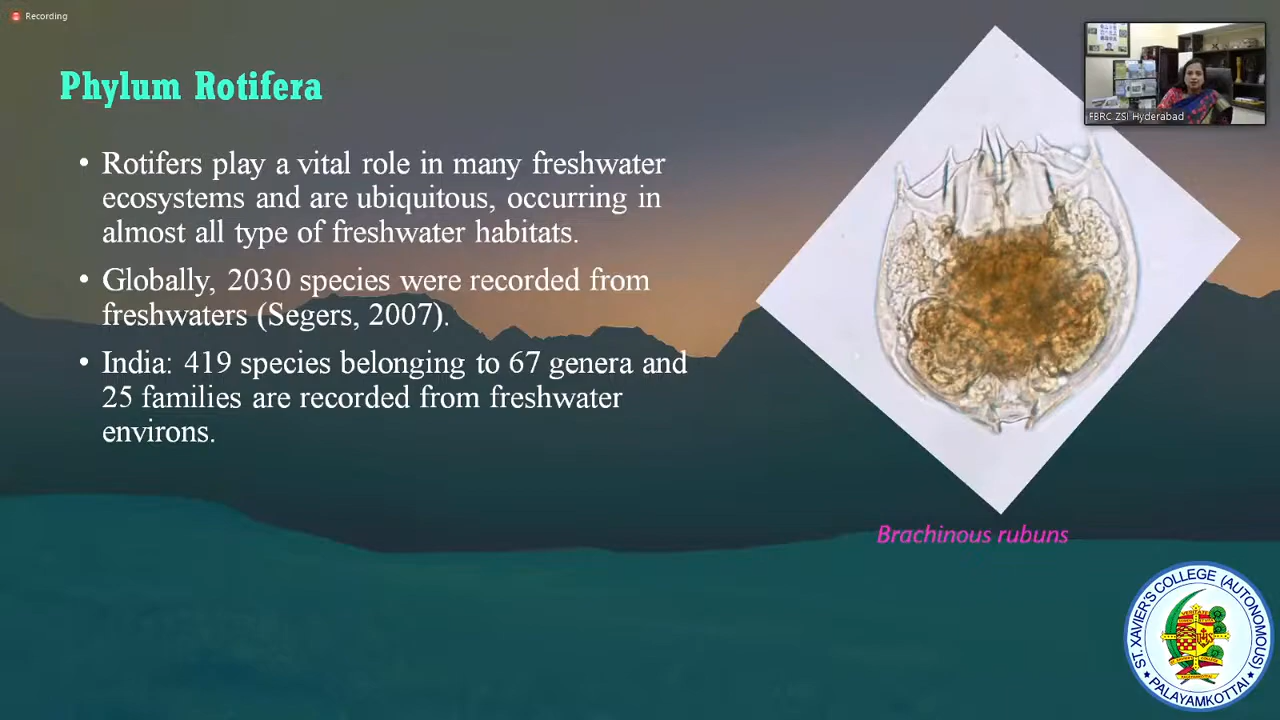 Recording
Phylum Rotifera
FBRC ZSI Hyderabad
• Rotifers play a vital role in many freshwater
ecosystems and are ubiquitous, occurring in
almost all type of freshwater habitats.
• Globally, 2030 species were recorded from
freshwaters (Segers, 2007).
• India: 419 species belonging to 67 genera and
25 families are recorded from freshwater
environs.
Brachinous rubuns
ST. XAVIER'S COLLEGE (AUTONOMOUS)
PALAYAMKOTTAI